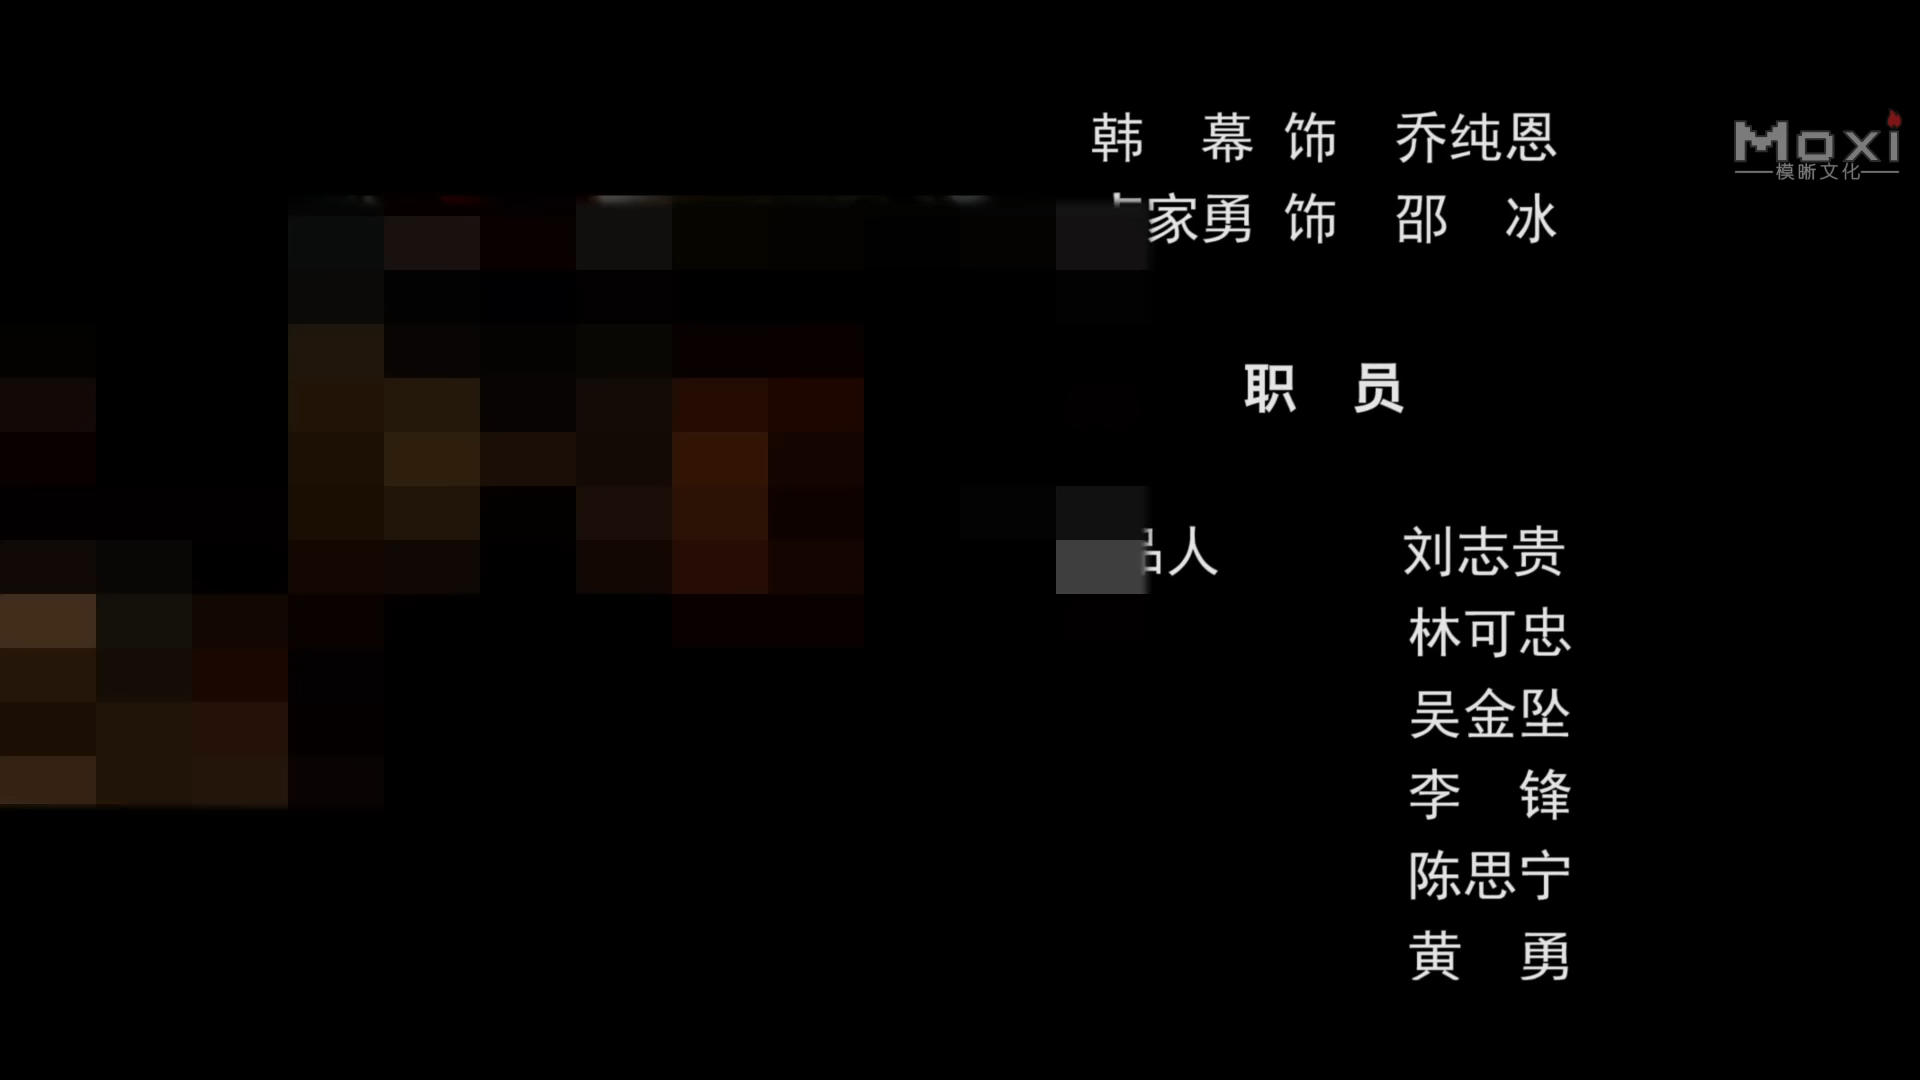 韩 幕 饰 乔纯恩
家勇 饰 邵 冰
职 员
人 刘志贵
林可忠
吴金坠
李 锋
陈思宁
黄 勇
Moxi
模晰文化